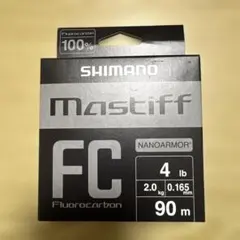 Fluorocarbon
100%
SHIMANO
Mastiff
NANOARMOR®
FC
Fluorocarbon
4 lb
2.0 kg 0.165 mm
90 m